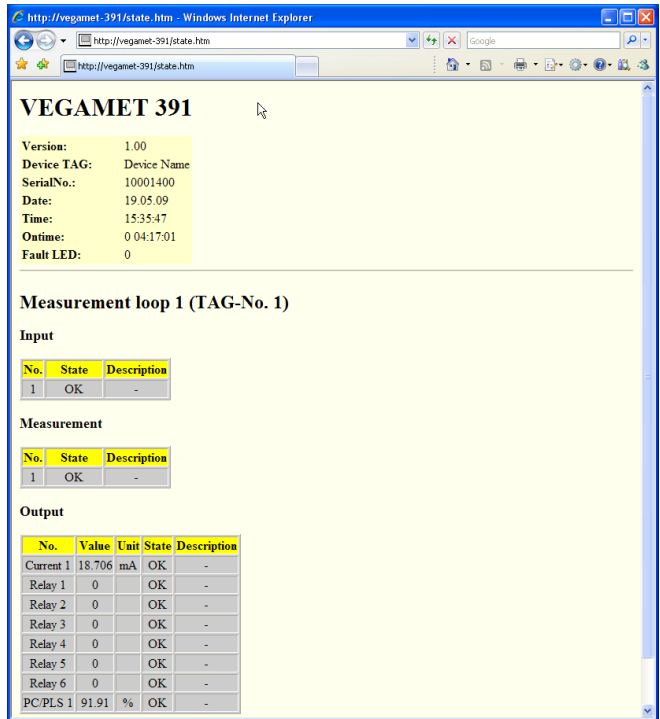 http://vegamet-391/state.htm - Windows Internet Explorer
http://vegamet-391/state.htm
Google
http://vegamet-391/state.htm
VEGAMET 391
Version: 1.00
Device TAG: Device Name
SerialNo.: 10001400
Date: 19.05.09
Time: 15:35:47
Ontime: 0 04:17:01
Fault LED: 0
Measurement loop 1 (TAG-No. 1)
Input
No. State Description
1 OK -
Measurement
No. State Description
1 OK -
Output
No. Value Unit State Description
Current 1 18.706 mA OK -
Relay 1 0 OK -
Relay 2 0 OK -
Relay 3 0 OK -
Relay 4 0 OK -
Relay 5 0 OK -
Relay 6 0 OK -
PC/PLS 1 91.91 % OK -